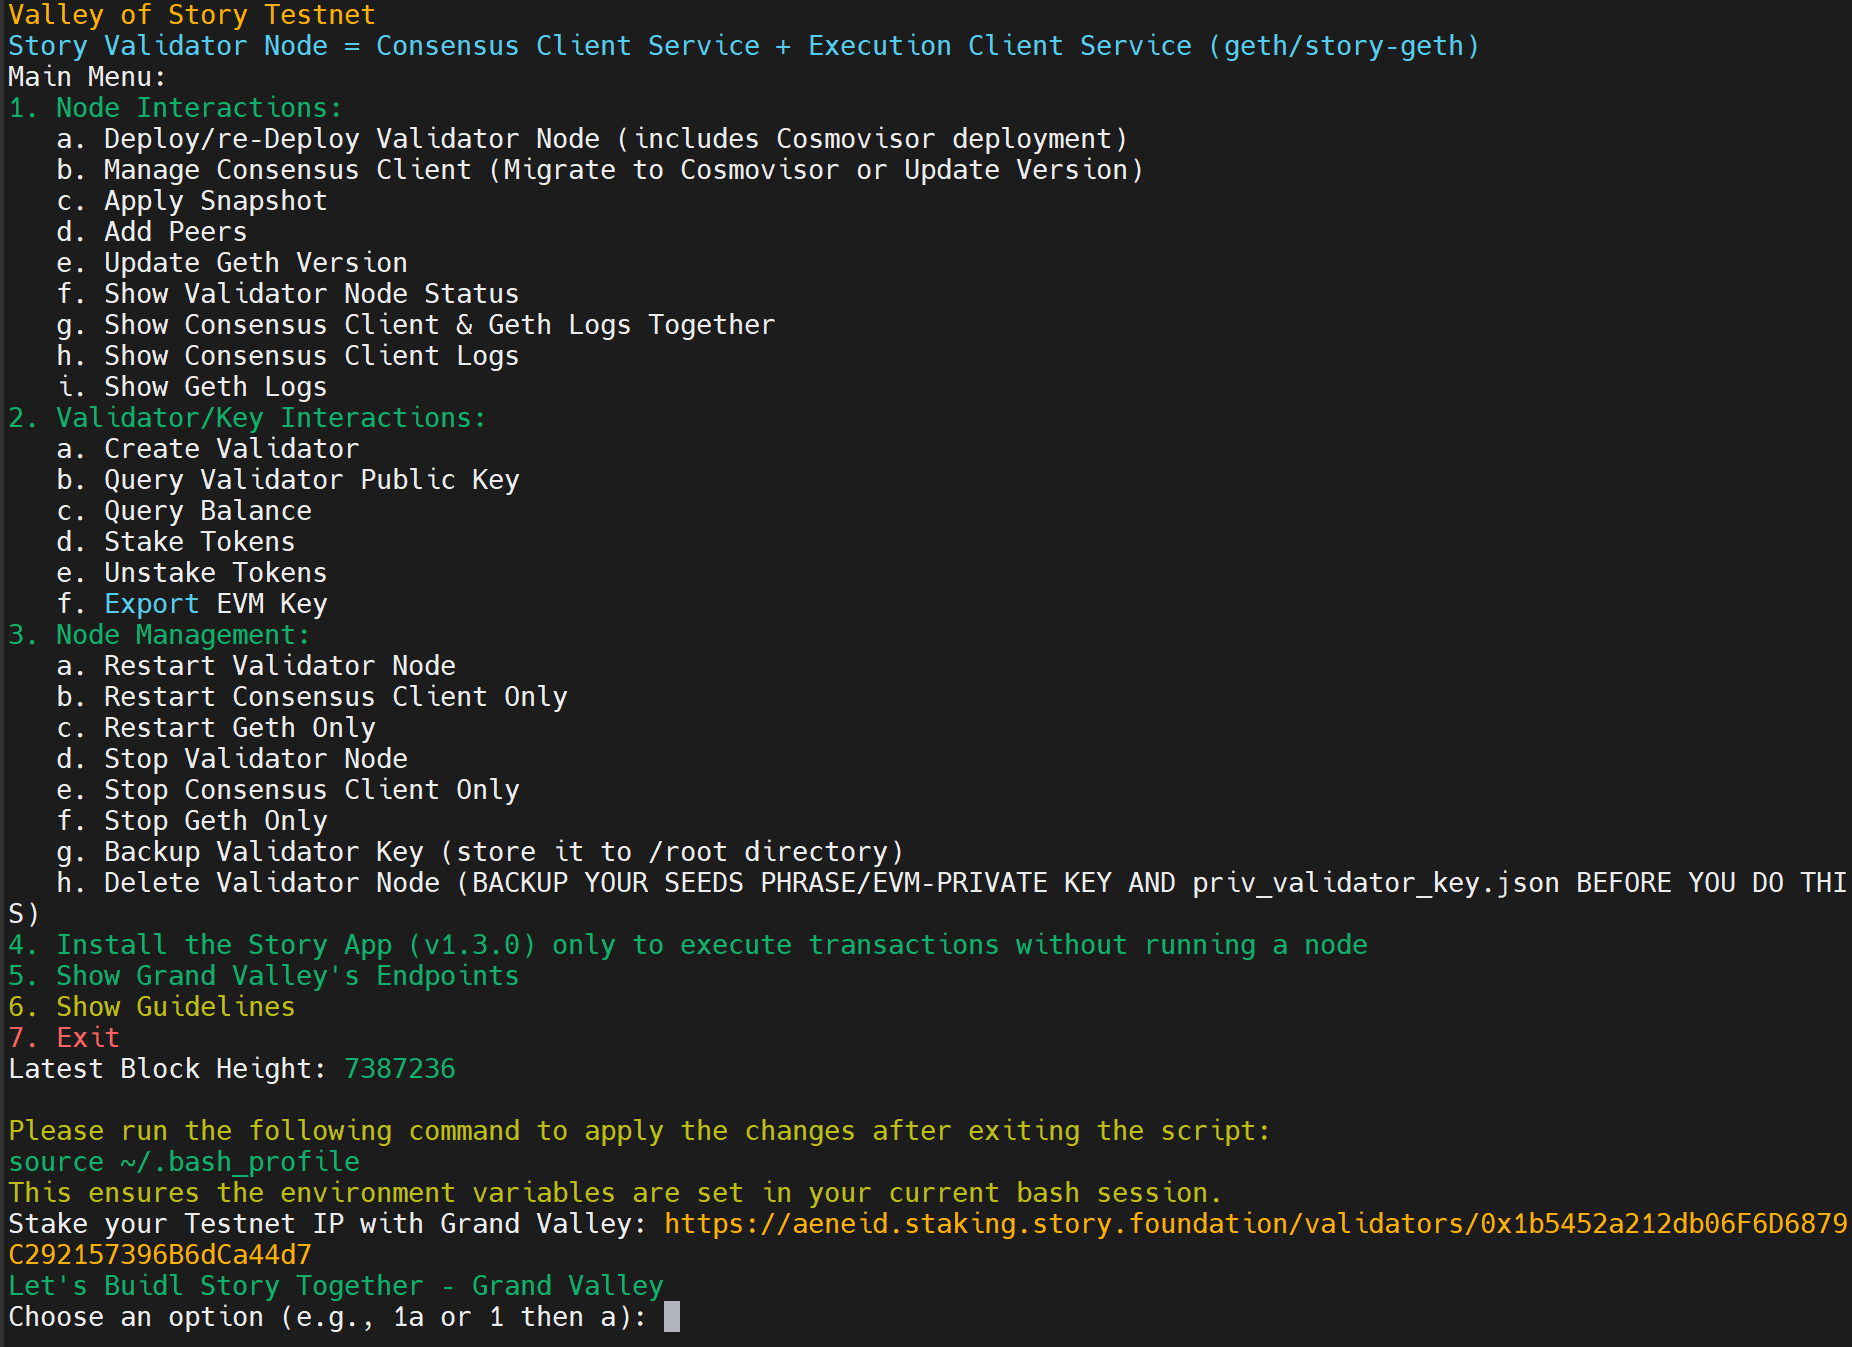 Valley of Story Testnet
Story Validator Node = Consensus Client Service + Execution Client Service (geth/story-geth)
Main Menu:
1. Node Interactions:
   a. Deploy/re-Deploy Validator Node (includes Cosmovisor deployment)
   b. Manage Consensus Client (Migrate to Cosmovisor or Update Version)
   c. Apply Snapshot
   d. Add Peers
   e. Update Geth Version
   f. Show Validator Node Status
   g. Show Consensus Client & Geth Logs Together
   h. Show Consensus Client Logs
   i. Show Geth Logs
2. Validator/Key Interactions:
   a. Create Validator
   b. Query Validator Public Key
   c. Query Balance
   d. Stake Tokens
   e. Unstake Tokens
   f. Export EVM Key
3. Node Management:
   a. Restart Validator Node
   b. Restart Consensus Client Only
   c. Restart Geth Only
   d. Stop Validator Node
   e. Stop Consensus Client Only
   f. Stop Geth Only
   g. Backup Validator Key (store it to /root directory)
   h. Delete Validator Node (BACKUP YOUR SEEDS PHRASE/EVM-PRIVATE KEY AND priv_validator_key.json BEFORE YOU DO THI
S)
4. Install the Story App (v1.3.0) only to execute transactions without running a node
5. Show Grand Valley's Endpoints
6. Show Guidelines
7. Exit
Latest Block Height: 7387236

Please run the following command to apply the changes after exiting the script:
source ~/.bash_profile
This ensures the environment variables are set in your current bash session.
Stake your Testnet IP with Grand Valley: https://aeneid.staking.story.foundation/validators/0x1b5452a212db06F6D6879
C292157396B6dCa44d7
Let's Buidl Story Together - Grand Valley
Choose an option (e.g., 1a or 1 then a):